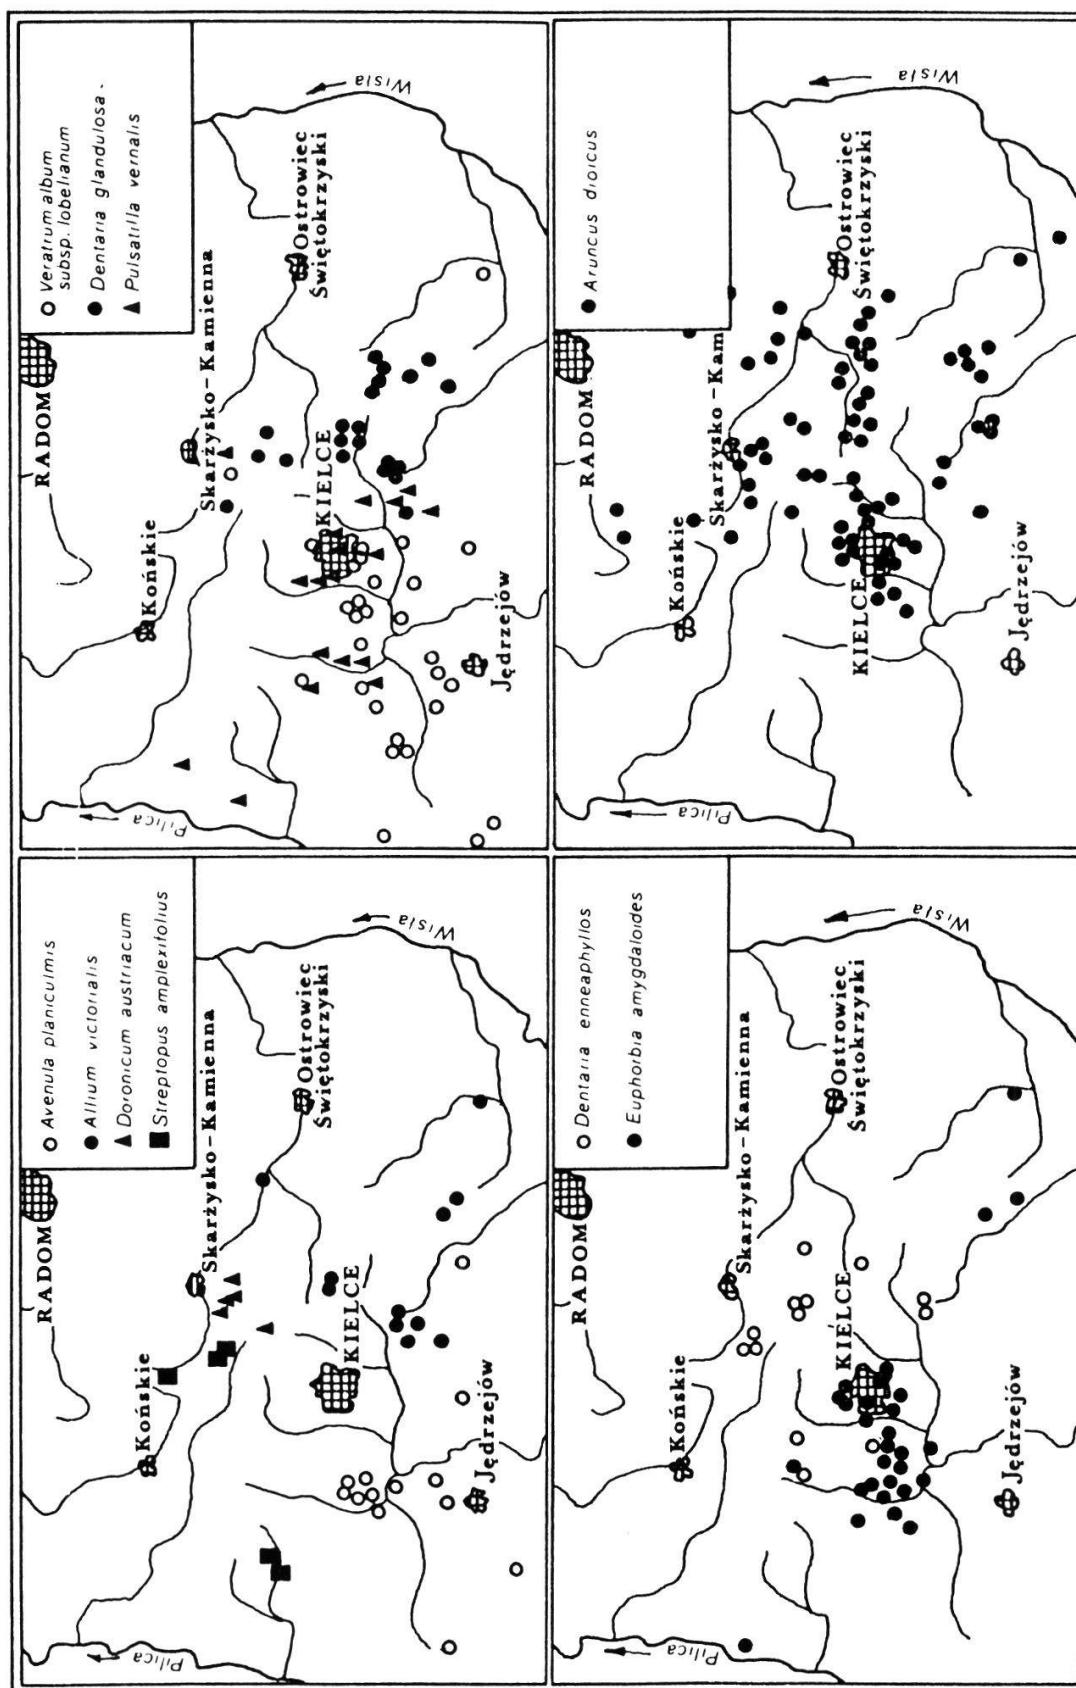 RADOM
○ Avenula planiculmis
● Allium victorialis
▲ Doronicum austriacum
■ Streptopus amplexifolius
Końskie
Skarżysko-Kamienna
Pilica
Ostrowiec
Świętokrzyski
KIELCE
Wisła
Jędrzejów
RADOM
○ Veratrum album
subsp. lobelianum
● Dentaria glandulosa
▲ Pulsatilla vernalis
Końskie
Skarżysko-Kamienna
Pilica
Ostrowiec
Świętokrzyski
KIELCE
Wisła
Jędrzejów
RADOM
○ Dentaria enneaphyllos
● Euphorbia amygdaloides
Końskie
Skarżysko-Kamienna
Pilica
Ostrowiec
Świętokrzyski
KIELCE
Wisła
Jędrzejów
RADOM
● Aruncus dioicus
Końskie
Skarżysko-Kam
Pilica
Ostrowiec
Świętokrzyski
KIELCE
Wisła
Jędrzejów